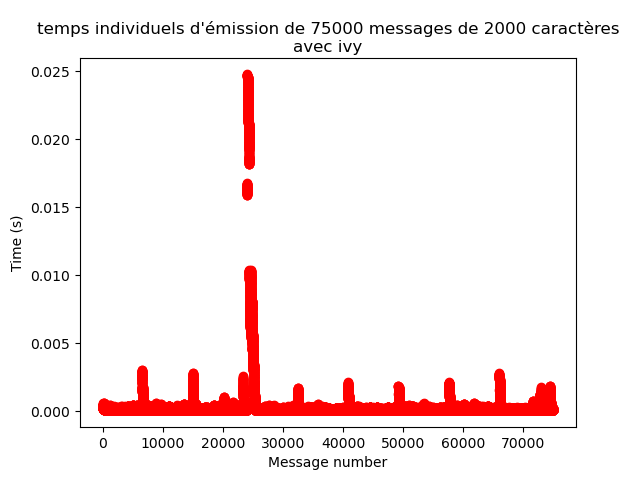 temps individuels d'émission de 75000 messages de 2000 caractères
avec ivy
0.025
0.020
0.015
0.010
0.005
0.000
Time (s)
0 10000 20000 30000 40000 50000 60000 70000
Message number